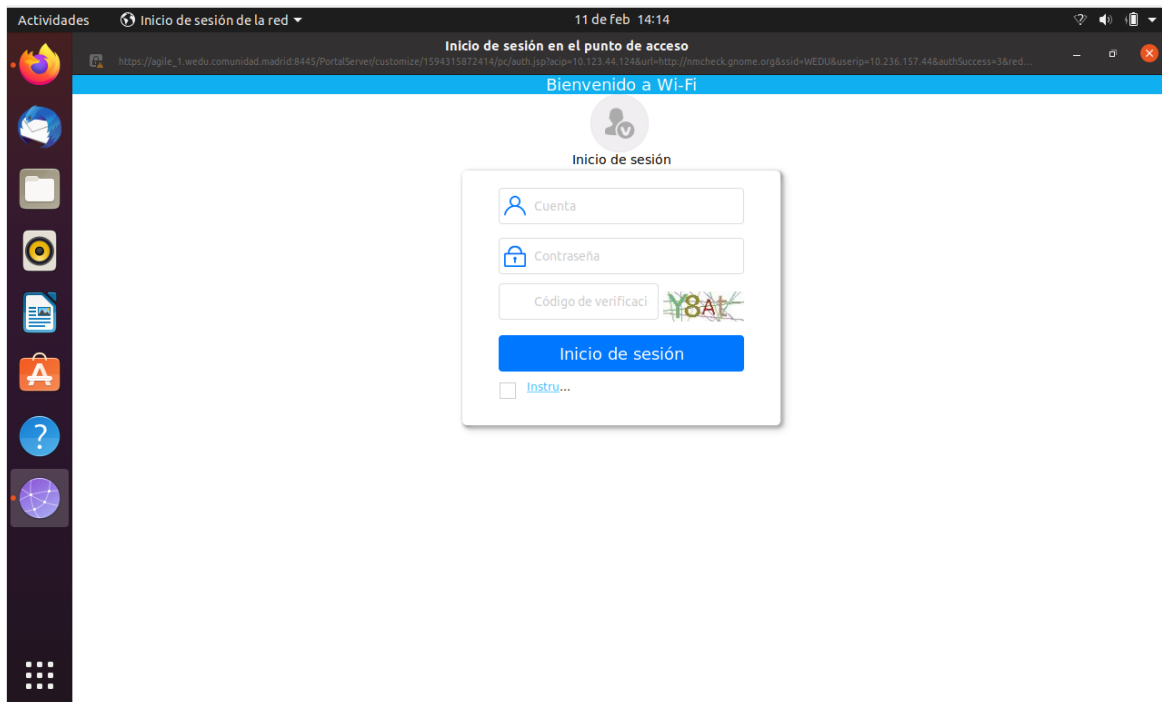 Actividades Inicio de sesión de la red 11 de feb 14:14
Inicio de sesión en el punto de acceso
https://agile_1.wedu.comunidad.madrid:8445/PortalServer/customize/1594315872414/pc/auth.jsp?acip=10.123.44.124&url=http://nmcheck.gnome.org&ssid=WEDU&userip=10.236.157.44&authSuccess=3&red...
Bienvenido a Wi-Fi
Inicio de sesión
Cuenta
Contraseña
Código de verificaci
Y8At
Inicio de sesión
Instru...